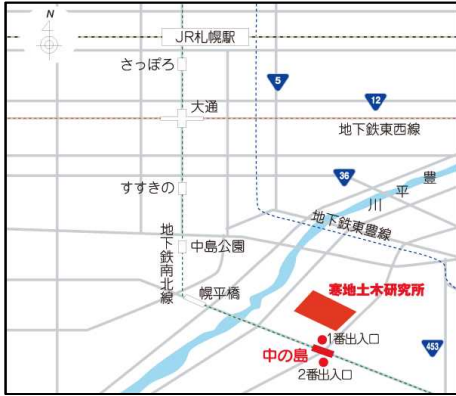 N
JR札幌駅
さっぽろ
5
12
大通
地下鉄東西線
すすきの
36
豊平川
地下鉄東豊線
地下鉄南北線
中島公園
幌平橋
寒地土木研究所
1番出入口
中の島
2番出入口
453